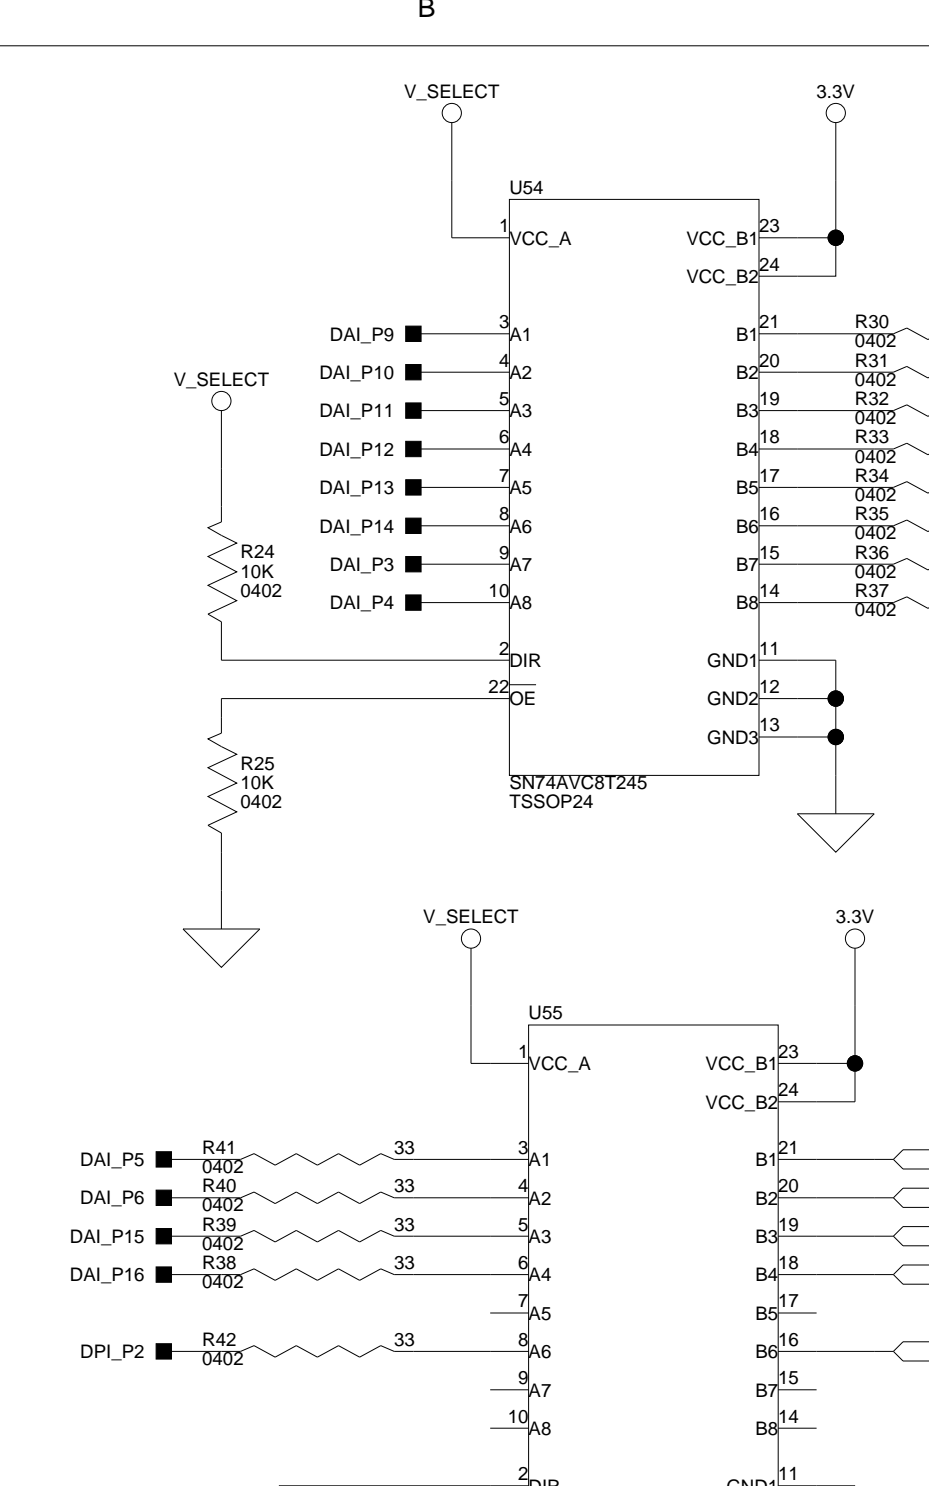 B
V_SELECT 3.3V
U54
1 VCC_A VCC_B1 23
VCC_B2 24
DAI_P9 3 A1 B1 21 R30 0402
DAI_P10 4 A2 B2 20 R31 0402
V_SELECT
DAI_P11 5 A3 B3 19 R32 0402
DAI_P12 6 A4 B4 18 R33 0402
DAI_P13 7 A5 B5 17 R34 0402
DAI_P14 8 A6 B6 16 R35 0402
R24
10K
0402
DAI_P3 9 A7 B7 15 R36 0402
DAI_P4 10 A8 B8 14 R37 0402
2 DIR GND1 11
22 OE GND2 12
GND3 13
R25
10K
0402
SN74AVC8T245
TSSOP24
V_SELECT 3.3V
U55
1 VCC_A VCC_B1 23
VCC_B2 24
DAI_P5 R41 0402 33 3 A1 B1 21
DAI_P6 R40 0402 33 4 A2 B2 20
DAI_P15 R39 0402 33 5 A3 B3 19
DAI_P16 R38 0402 33 6 A4 B4 18
7 A5 B5 17
DPI_P2 R42 0402 33 8 A6 B6 16
9 A7 B7 15
10 A8 B8 14
2 DIR GND1 11